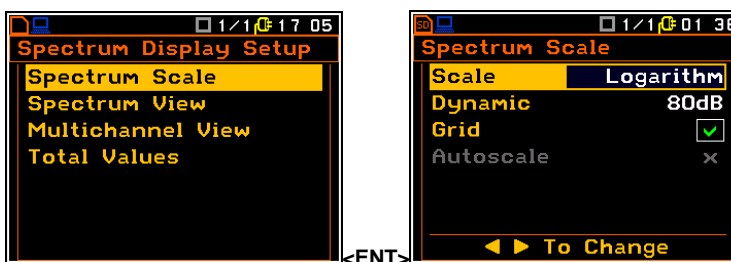 1/1 17 05
Spectrum Display Setup
Spectrum Scale
Spectrum View
Multichannel View
Total Values
<ENT>
SD 1/1 01 36
Spectrum Scale
Scale Logarithm
Dynamic 80dB
Grid
Autoscale
To Change